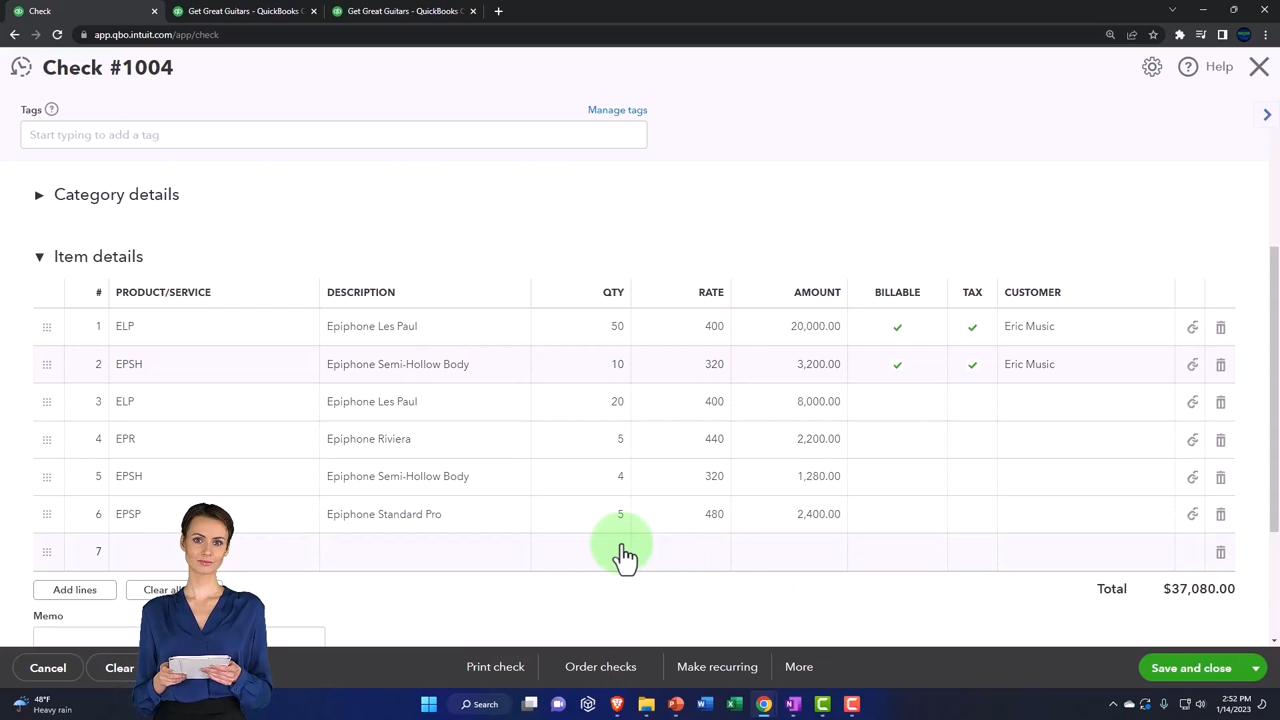 Check
Get Great Guitars - QuickBooks
Get Great Guitars - QuickBooks
app.qbo.intuit.com/app/check
Check #1004
Help
Tags
Manage tags
Start typing to add a tag
Category details
Item details
# PRODUCT/SERVICE DESCRIPTION QTY RATE AMOUNT BILLABLE TAX CUSTOMER
1 ELP Epiphone Les Paul 50 400 20,000.00 Eric Music
2 EPSH Epiphone Semi-Hollow Body 10 320 3,200.00 Eric Music
3 ELP Epiphone Les Paul 20 400 8,000.00
4 EPR Epiphone Riviera 5 440 2,200.00
5 EPSH Epiphone Semi-Hollow Body 4 320 1,280.00
6 EPSP Epiphone Standard Pro 5 480 2,400.00
7
Add lines Clear all Total $37,080.00
Memo
Cancel Clear Print check Order checks Make recurring More Save and close
48°F
Heavy rain
Search
2:52 PM
1/14/2023